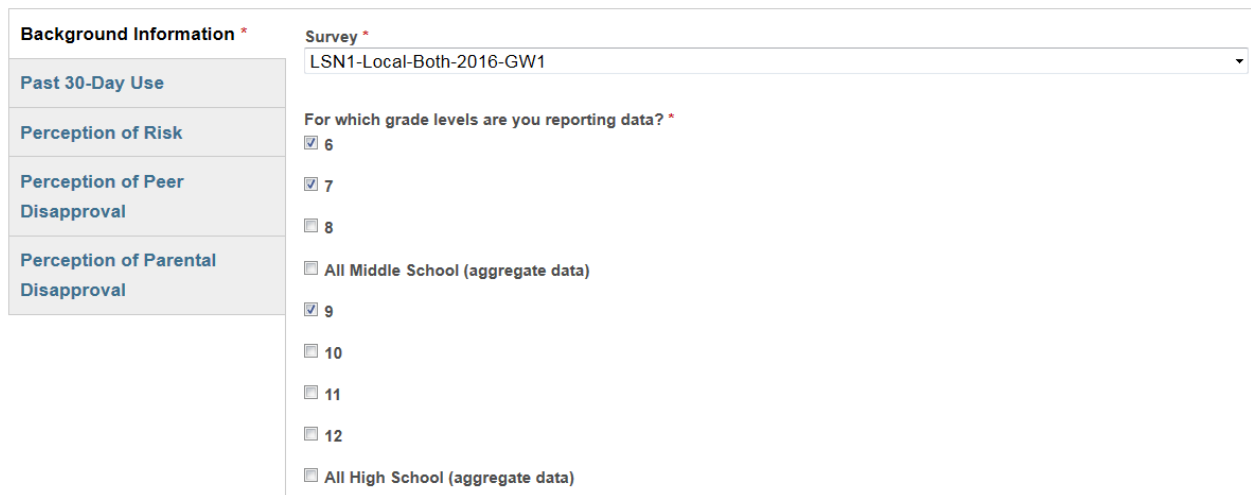 Background Information *
Past 30-Day Use
Perception of Risk
Perception of Peer
Disapproval
Perception of Parental
Disapproval
Survey *
LSN1-Local-Both-2016-GW1
For which grade levels are you reporting data? *
6
7
8
All Middle School (aggregate data)
9
10
11
12
All High School (aggregate data)